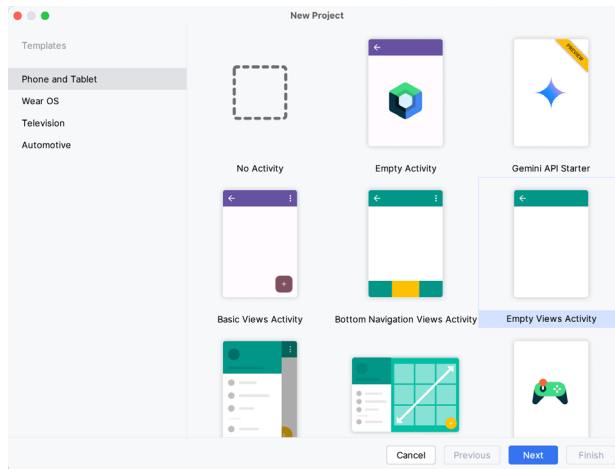 New Project
Templates
Phone and Tablet
Wear OS
Television
Automotive
No Activity
Empty Activity
PREVIEW
Gemini API Starter
Basic Views Activity
Bottom Navigation Views Activity
Empty Views Activity
Cancel
Previous
Next
Finish